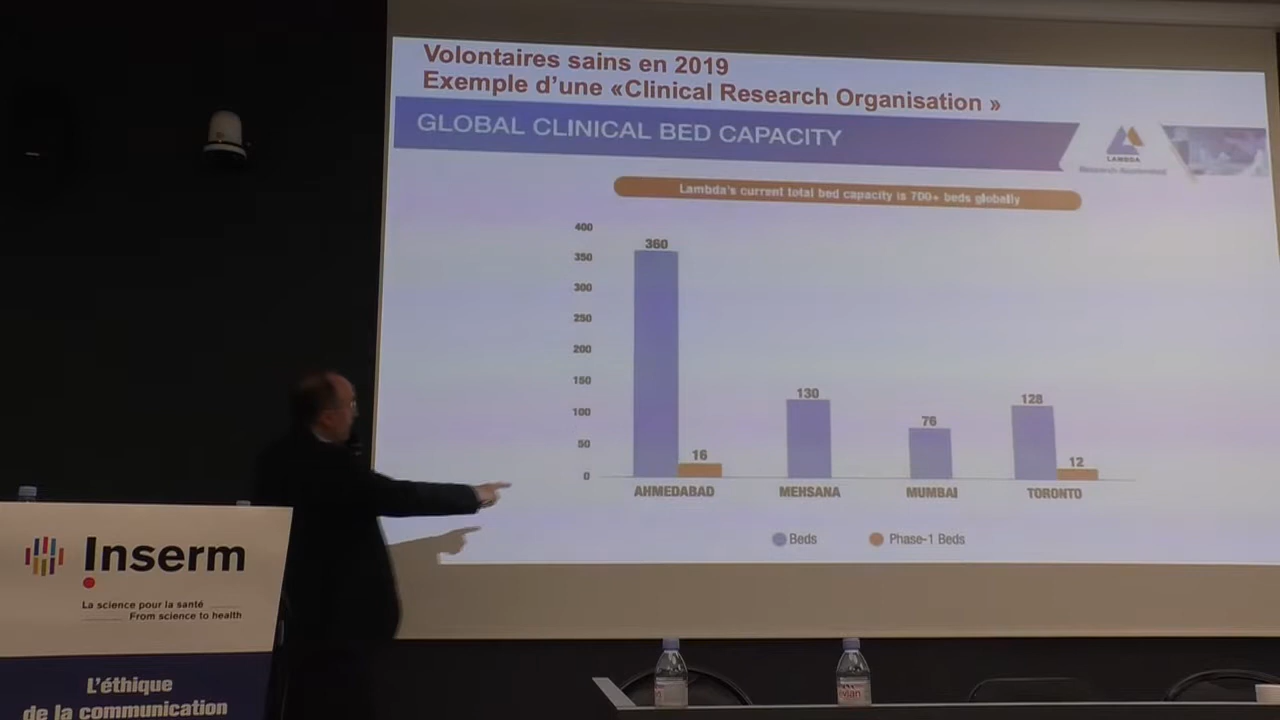 Volontaires sains en 2019
Exemple d'une «Clinical Research Organisation »
GLOBAL CLINICAL BED CAPACITY
LAMBDA
Research Accelerated
Lambda's current total bed capacity is 700+ beds globally
400
350
300
250
200
150
100
50
0
360
16
130
76
128
12
AHMEDABAD
MEHSANA
MUMBAI
TORONTO
Beds
Phase-1 Beds
Inserm
La science pour la santé
From science to health
L'éthique
de la communication
evian